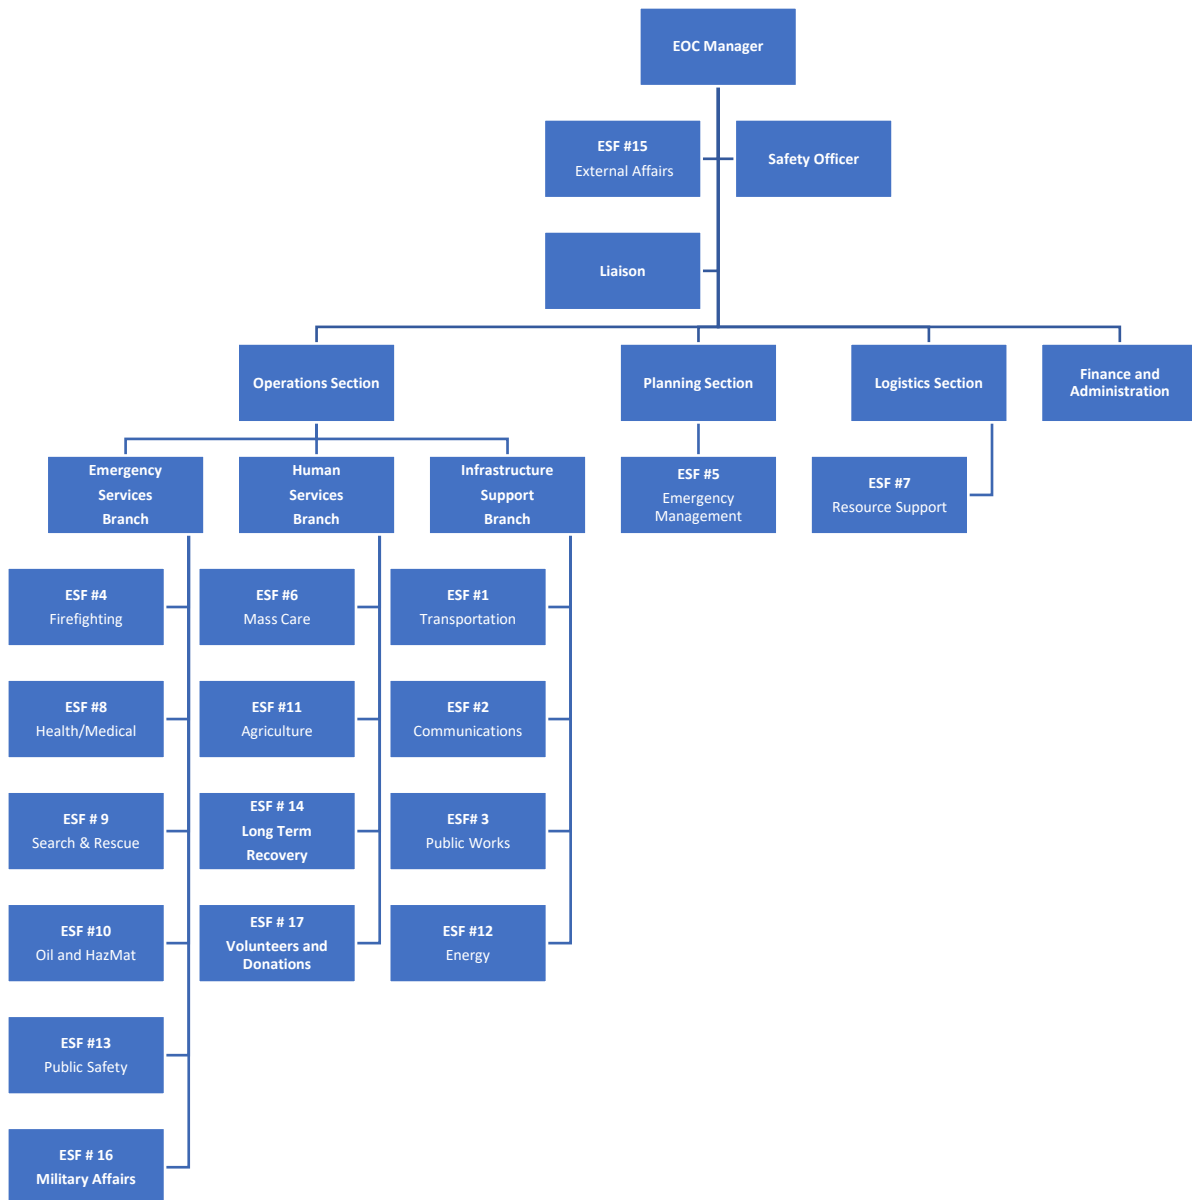 EOC Manager
ESF #15
External Affairs
Safety Officer
Liaison
Operations Section
Planning Section
Logistics Section
Finance and
Administration
Emergency
Services
Branch
Human
Services
Branch
Infrastructure
Support
Branch
ESF #5
Emergency
Management
ESF #7
Resource Support
ESF #4
Firefighting
ESF #6
Mass Care
ESF #1
Transportation
ESF #8
Health/Medical
ESF #11
Agriculture
ESF #2
Communications
ESF # 9
Search & Rescue
ESF # 14
Long Term
Recovery
ESF# 3
Public Works
ESF #10
Oil and HazMat
ESF # 17
Volunteers and
Donations
ESF #12
Energy
ESF #13
Public Safety
ESF # 16
Military Affairs